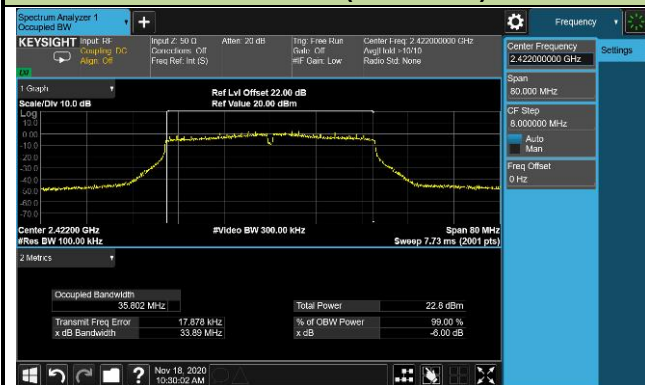 Spectrum Analyzer 1
Occupied BW
+
Frequency
KEYSIGHT Input: RF
Coupling: DC
Align: Off
Input Z: 50 Ω
Corrections: Off
Freq Ref: Int (S)
Atten: 20 dB
Trig: Free Run
Gate: Off
#IF Gain: Low
Center Freq: 2.422000000 GHz
Avg|Hold >10/10
Radio Std: None
Center Frequency
2.422000000 GHz
Settings
Span
80.000 MHz
CF Step
8.000000 MHz
Auto
Man
Freq Offset
0 Hz
1 Graph
Scale/Div 10.0 dB
Ref Lvl Offset 22.00 dB
Ref Value 20.00 dBm
Log
10.0
0.00
-10.0
-20.0
-30.0
-40.0
-50.0
-60.0
-70.0
Center 2.42200 GHz
#Res BW 100.00 kHz
#Video BW 300.00 kHz
Span 80 MHz
Sweep 7.73 ms (2001 pts)
2 Metrics
Occupied Bandwidth
35.802 MHz
Total Power 22.8 dBm
Transmit Freq Error 17.878 kHz
% of OBW Power 99.00 %
x dB Bandwidth 33.89 MHz
x dB -6.00 dB
?
Nov 18, 2020
10:30:02 AM